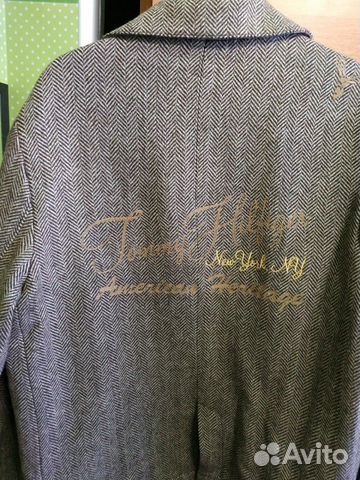 Tommy Hilfiger
New York, NY
American Heritage
Avito